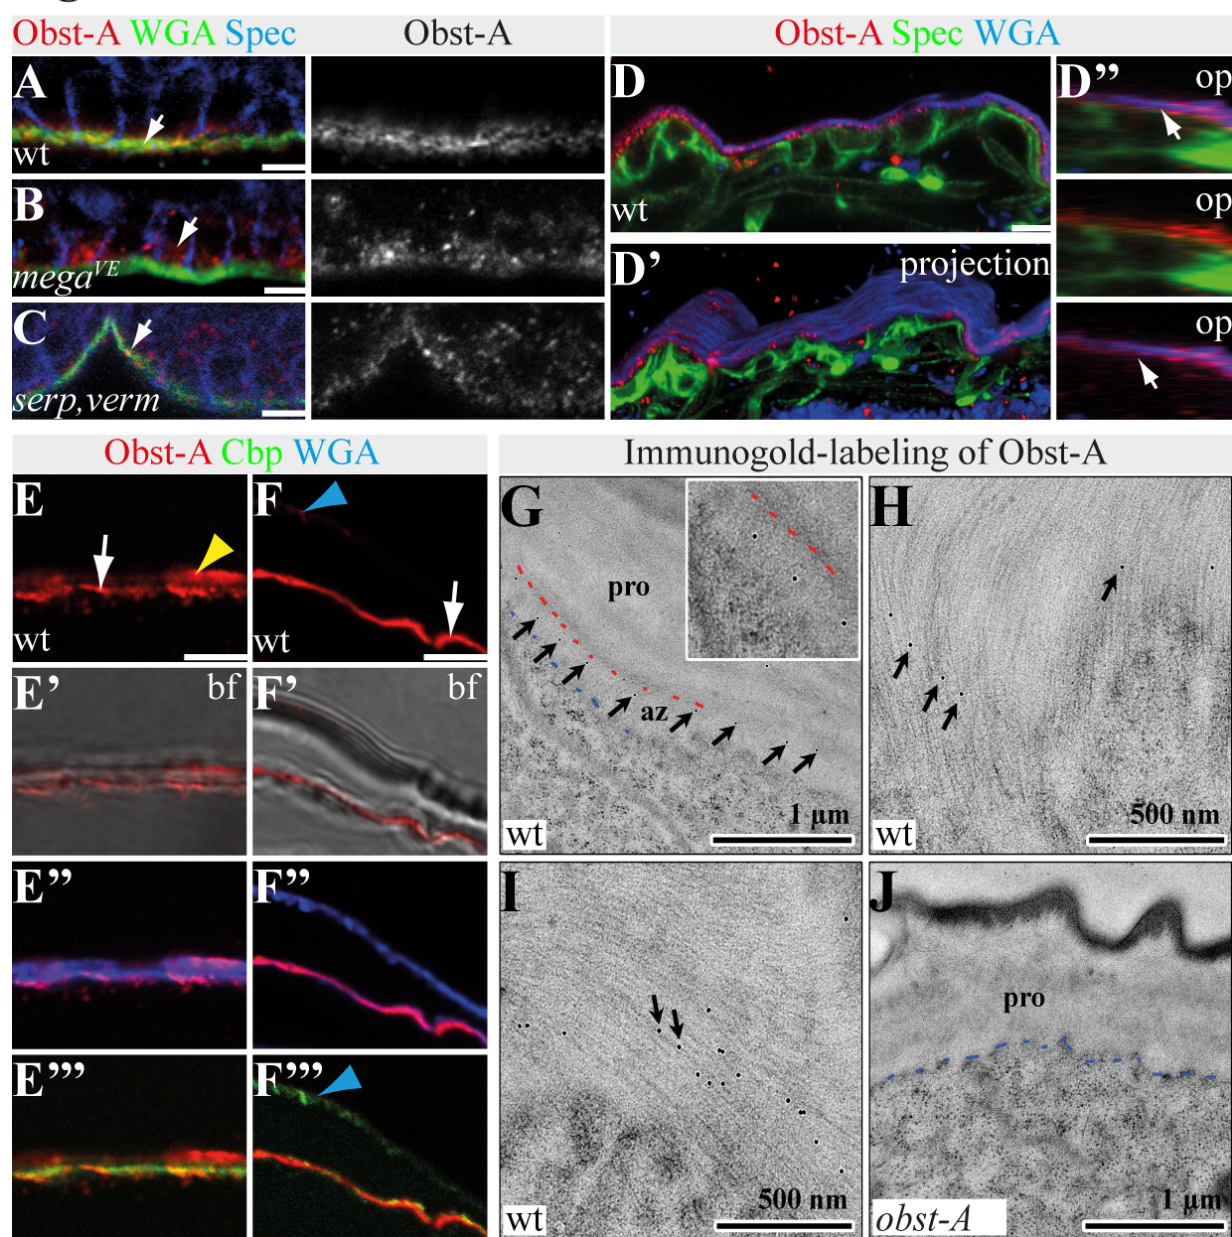 Obst-A WGA Spec
Obst-A
Obst-A Spec WGA
A
wt
B
mega^VE
C
serp,verm
D
wt
D'
projection
D''
op
op
op
Obst-A Cbp WGA
Immunogold-labeling of Obst-A
E
wt
F
wt
E'
bf
F'
bf
E''
F''
E'''
F'''
G
pro
az
1 µm
wt
H
500 nm
wt
I
500 nm
wt
J
pro
1 µm
obst-A